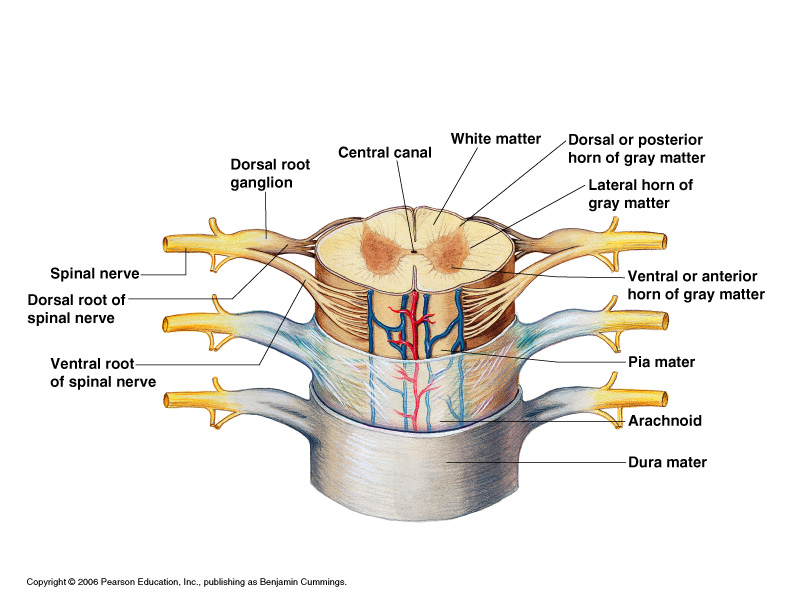 White matter
Dorsal or posterior
horn of gray matter
Central canal
Dorsal root
ganglion
Lateral horn of
gray matter
Spinal nerve
Ventral or anterior
horn of gray matter
Dorsal root of
spinal nerve
Ventral root
of spinal nerve
Pia mater
Arachnoid
Dura mater
Copyright © 2006 Pearson Education, Inc., publishing as Benjamin Cummings.